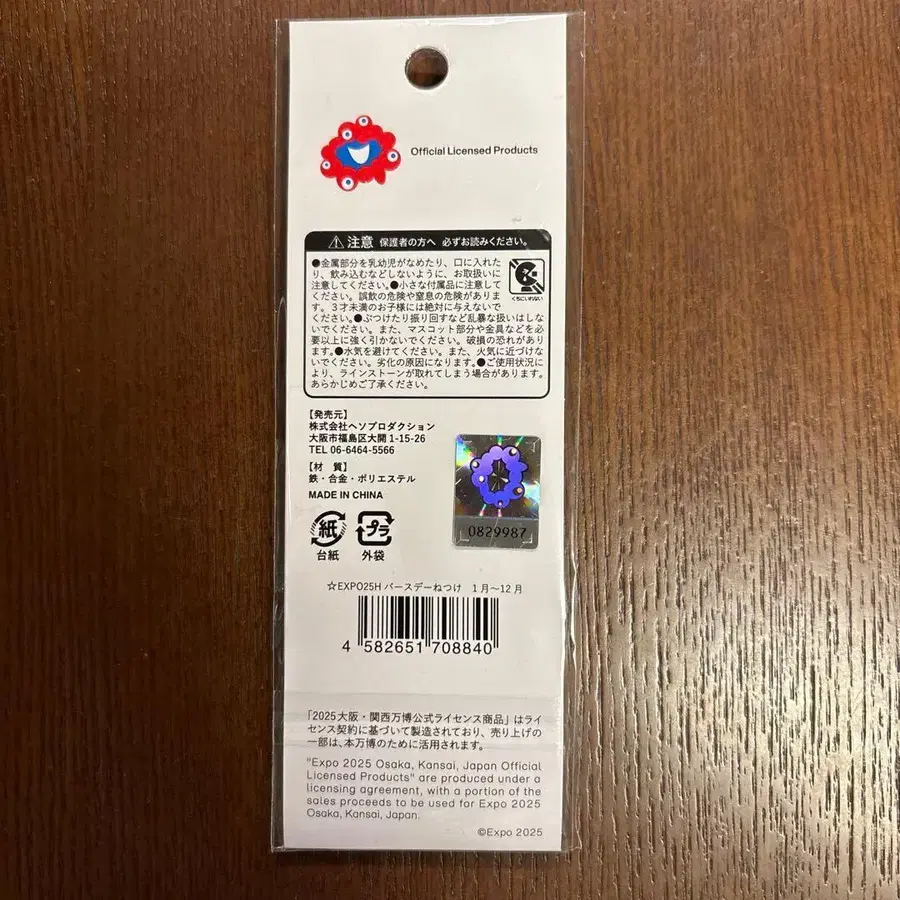 Official Licensed Products
注意 保護者の方へ 必ずお読みください。
●金属部分を乳幼児がなめたり、口に入れた
り、飲み込むなどしないように、お取扱いに
注意してください。●小さな付属品に注意して
ください。誤飲の危険や窒息の危険がありま
す。3才未満のお子様には絶対に与えないで
ください。●ぶつけたり振り回すなど乱暴な扱いはしな
いでください。また、マスコット部分や金具などを必
要以上に強く引かないでください。破損の恐れがあり
ます。●水気を避けてください。また、火気に近づけな
いでください。劣化の原因になります。●ご使用状況に
より、ラインストーンが取れてしまう場合があります。
あらかじめご了承ください。
くちにいれない
【発売元】
株式会社ヘソプロダクション
大阪市福島区大開1-15-26
TEL 06-6464-5566
【材 質】
鉄・合金・ポリエステル
MADE IN CHINA
紙 プラ
台紙 外袋
0829987
☆EXPO25H バースデーねつけ 1月〜12月
4 582651 708840
「2025大阪・関西万博公式ライセンス商品」はライ
センス契約に基づいて製造されており、売り上げの
一部は、本万博のために活用されます。
"Expo 2025 Osaka, Kansai, Japan Official
Licensed Products" are produced under a
licensing agreement, with a portion of the
sales proceeds to be used for Expo 2025
Osaka, Kansai, Japan.
©Expo 2025